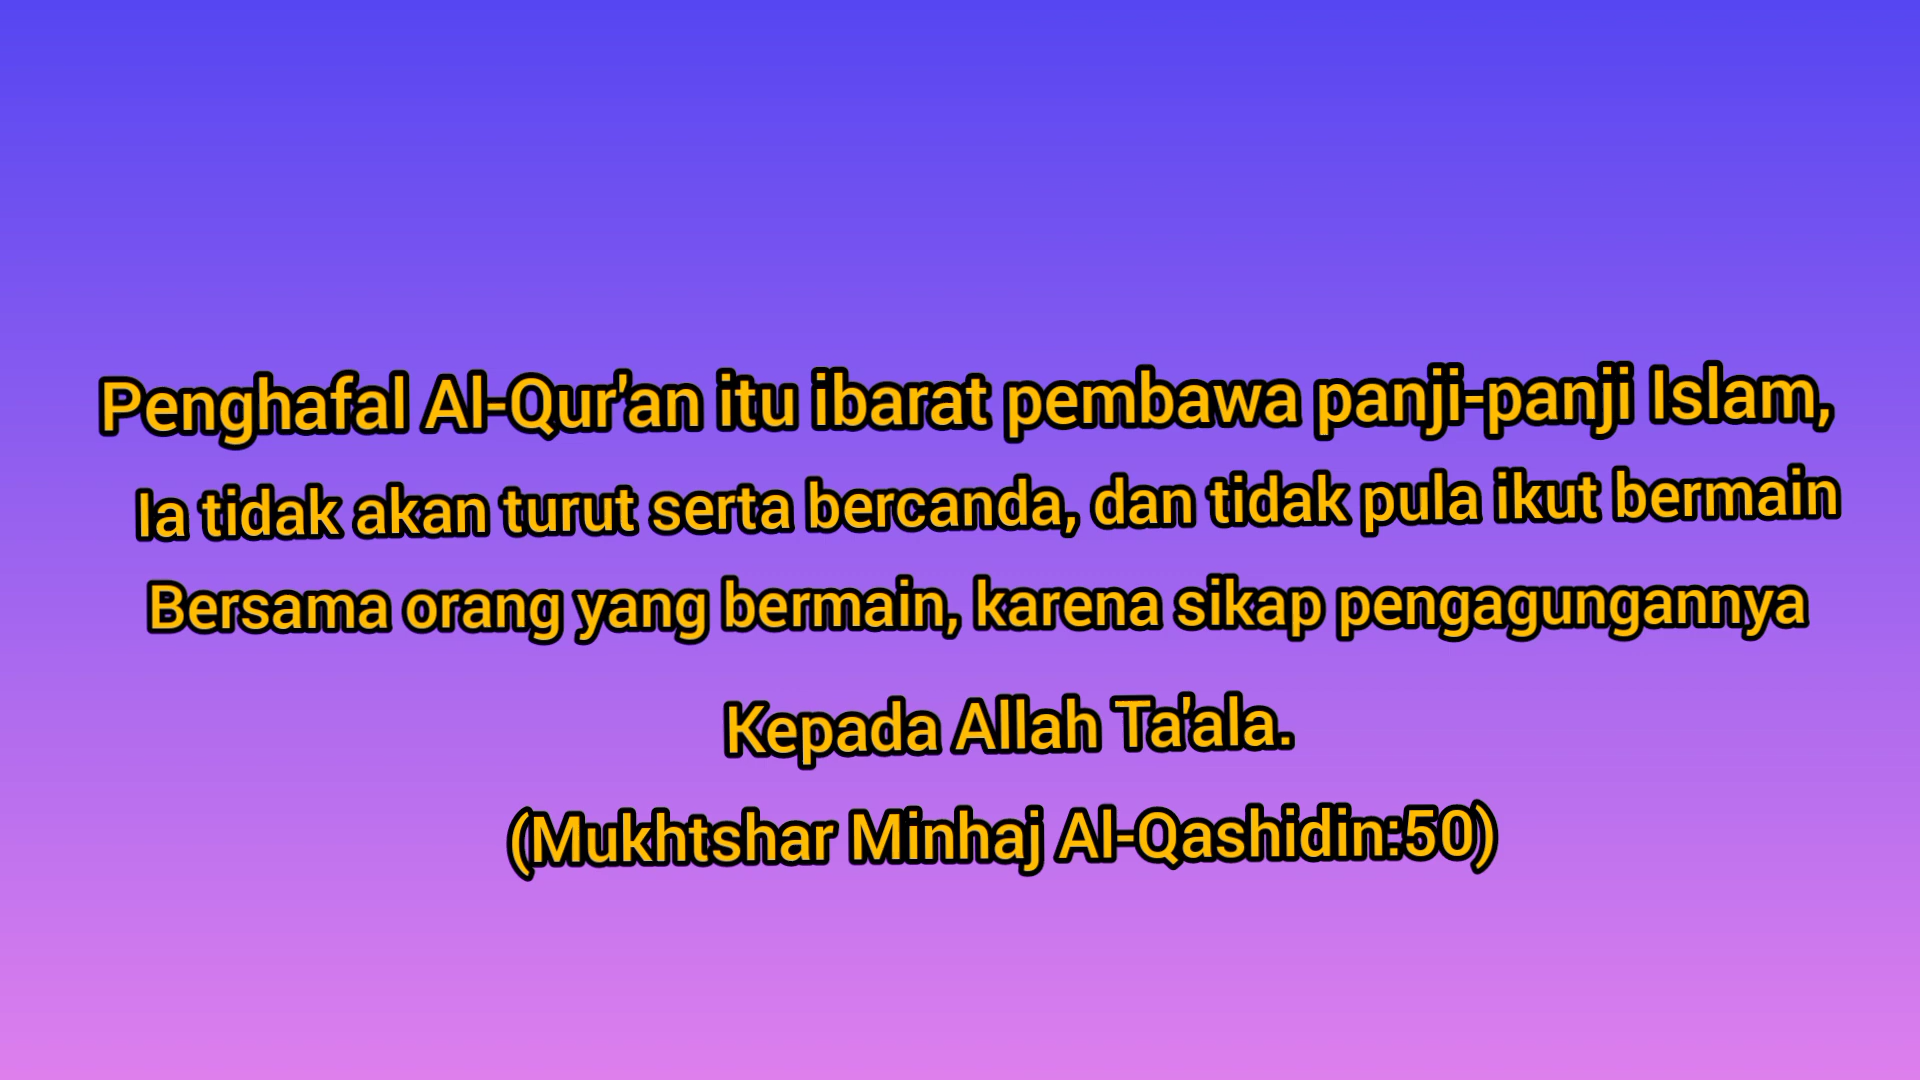 Penghafal Al-Qur'an itu ibarat pembawa panji-panji Islam,
Ia tidak akan turut serta bercanda, dan tidak pula ikut bermain
Bersama orang yang bermain, karena sikap pengagungannya
Kepada Allah Ta'ala.
(Mukhtshar Minhaj Al-Qashidin:50)